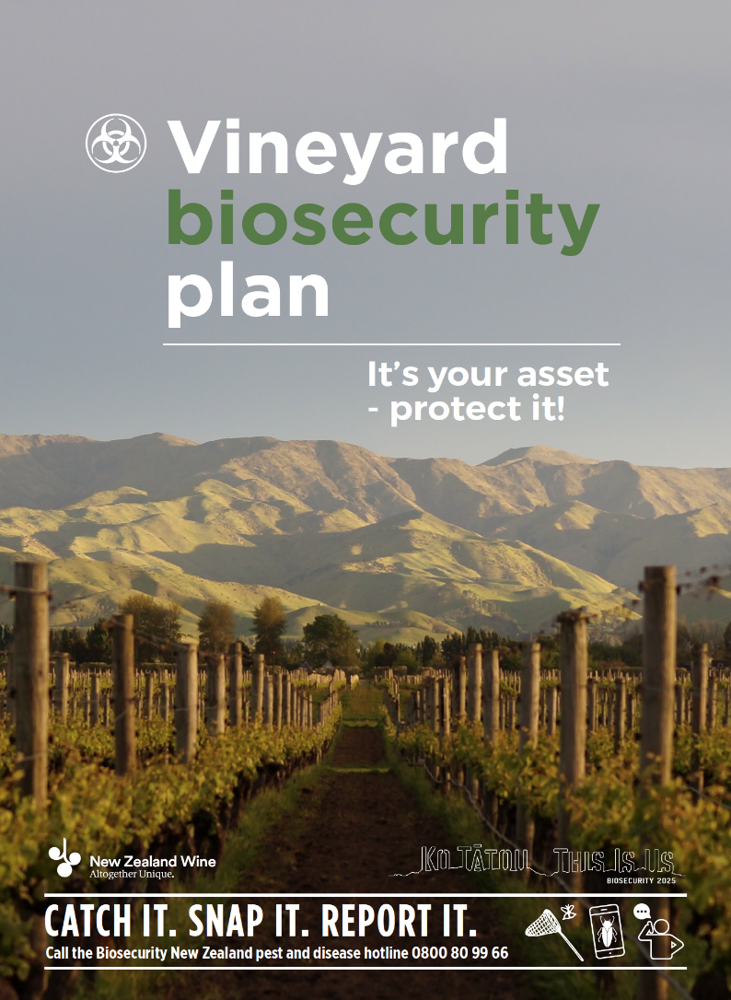 Vineyard
biosecurity
plan
It's your asset
- protect it!
New Zealand Wine
Altogether Unique.
Ko Tātou This Is Us
BIOSECURITY 2025
CATCH IT. SNAP IT. REPORT IT.
Call the Biosecurity New Zealand pest and disease hotline 0800 80 99 66